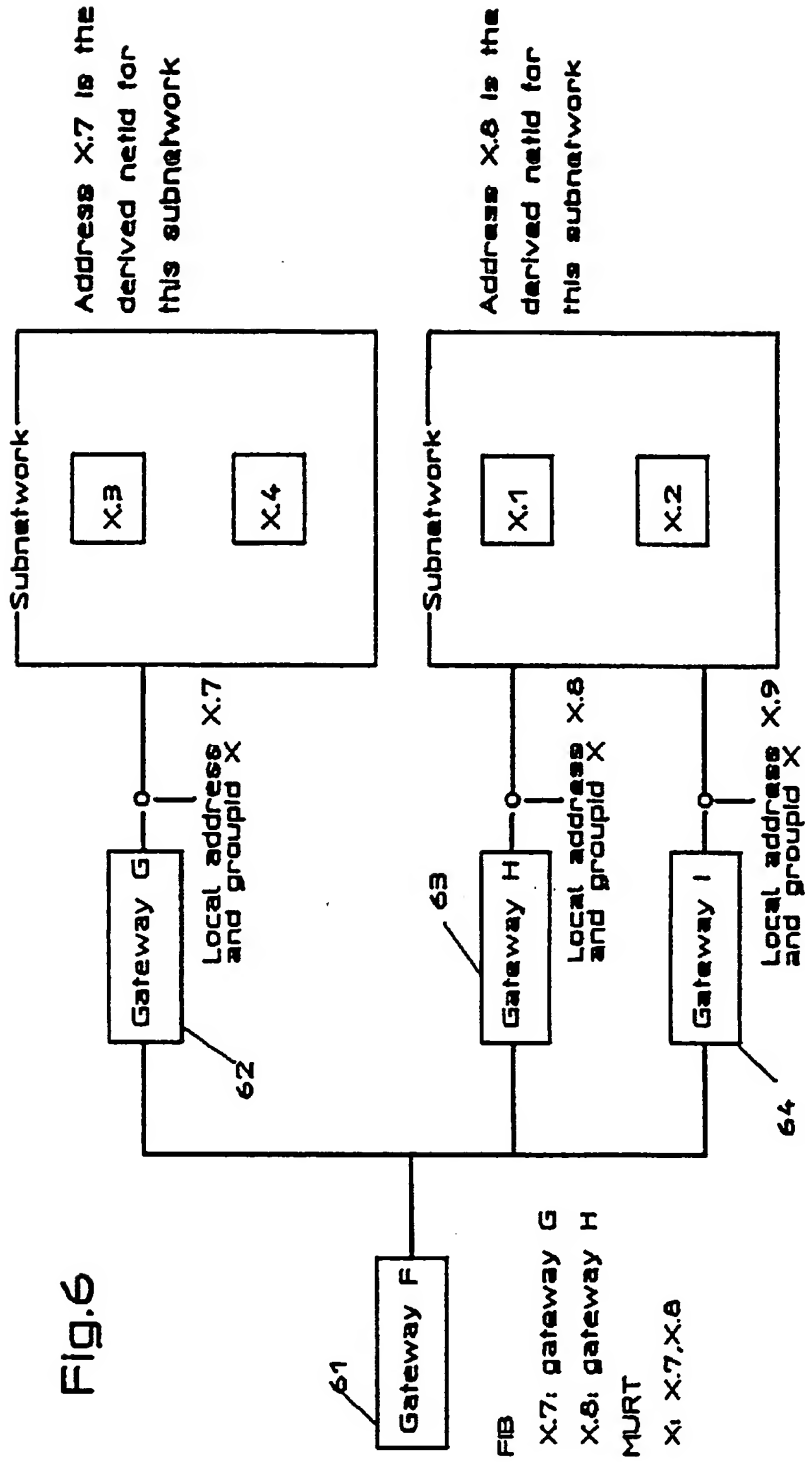 Fig.6
61
Gateway F
FIB
X.7: gateway G
X.8: gateway H
MURT
X: X.7,X.8
Gateway G
62
Local address X.7
and groupid X
Subnetwork
X.3
X.4
Address X.7 is the
derived netid for
this subnetwork
Gateway H
63
Local address X.8
and groupid X
Gateway I
64
Local address X.9
and groupid X
Subnetwork
X.1
X.2
Address X.8 is the
derived netid for
this subnetwork